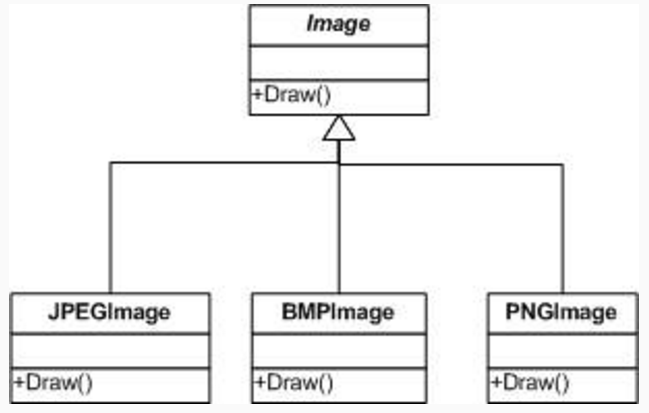 Image
+Draw()
JPEGImage
BMPImage
PNGImage
+Draw()
+Draw()
+Draw()